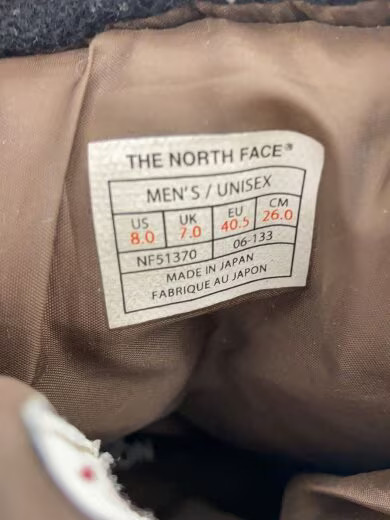 THE NORTH FACE®
MEN'S / UNISEX
US UK EU CM
8.0 7.0 40.5 26.0
NF51370 06-133
MADE IN JAPAN
FABRIQUE AU JAPON